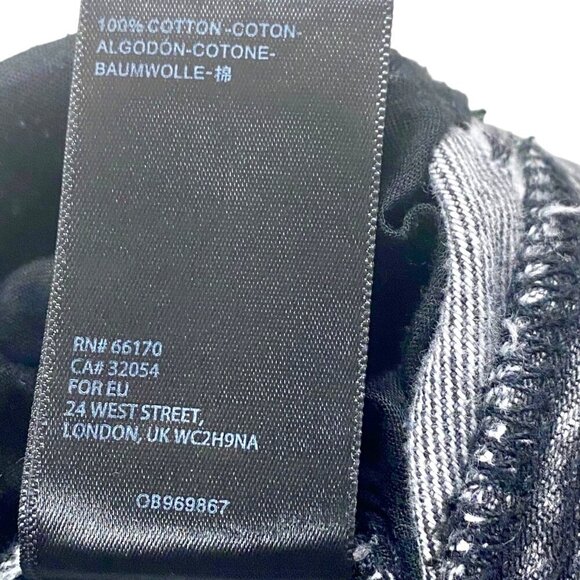 100% COTTON-COTON-
ALGODÓN-COTONE-
BAUMWOLLE-棉
RN# 66170
CA# 32054
FOR EU
24 WEST STREET,
LONDON, UK WC2H9NA
OB969867